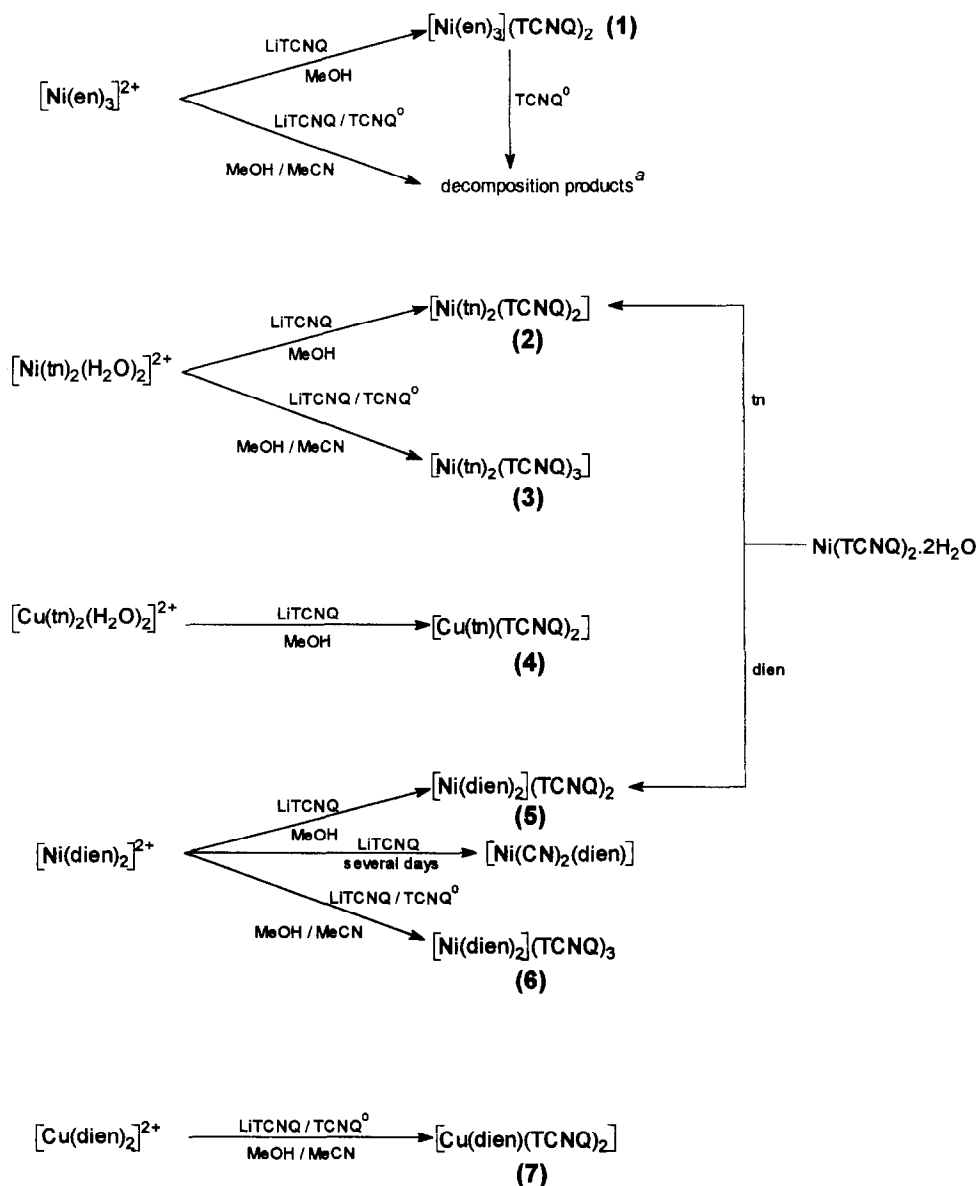 [Ni(en)₃](TCNQ)₂ (1)
LiTCNQ
MeOH
[Ni(en)₃]²⁺
TCNQ⁰
LiTCNQ / TCNQ⁰
MeOH / MeCN
decomposition productsᵃ
[Ni(tn)₂(TCNQ)₂]
(2)
LiTCNQ
MeOH
[Ni(tn)₂(H₂O)₂]²⁺
tn
LiTCNQ / TCNQ⁰
MeOH / MeCN
[Ni(tn)₂(TCNQ)₃]
(3)
Ni(TCNQ)₂.2H₂O
[Cu(tn)₂(H₂O)₂]²⁺
LiTCNQ
MeOH
[Cu(tn)(TCNQ)₂]
(4)
dien
[Ni(dien)₂](TCNQ)₂
(5)
LiTCNQ
MeOH
[Ni(dien)₂]²⁺
LiTCNQ
several days
[Ni(CN)₂(dien)]
LiTCNQ / TCNQ⁰
MeOH / MeCN
[Ni(dien)₂](TCNQ)₃
(6)
[Cu(dien)₂]²⁺
LiTCNQ / TCNQ⁰
MeOH / MeCN
[Cu(dien)(TCNQ)₂]
(7)